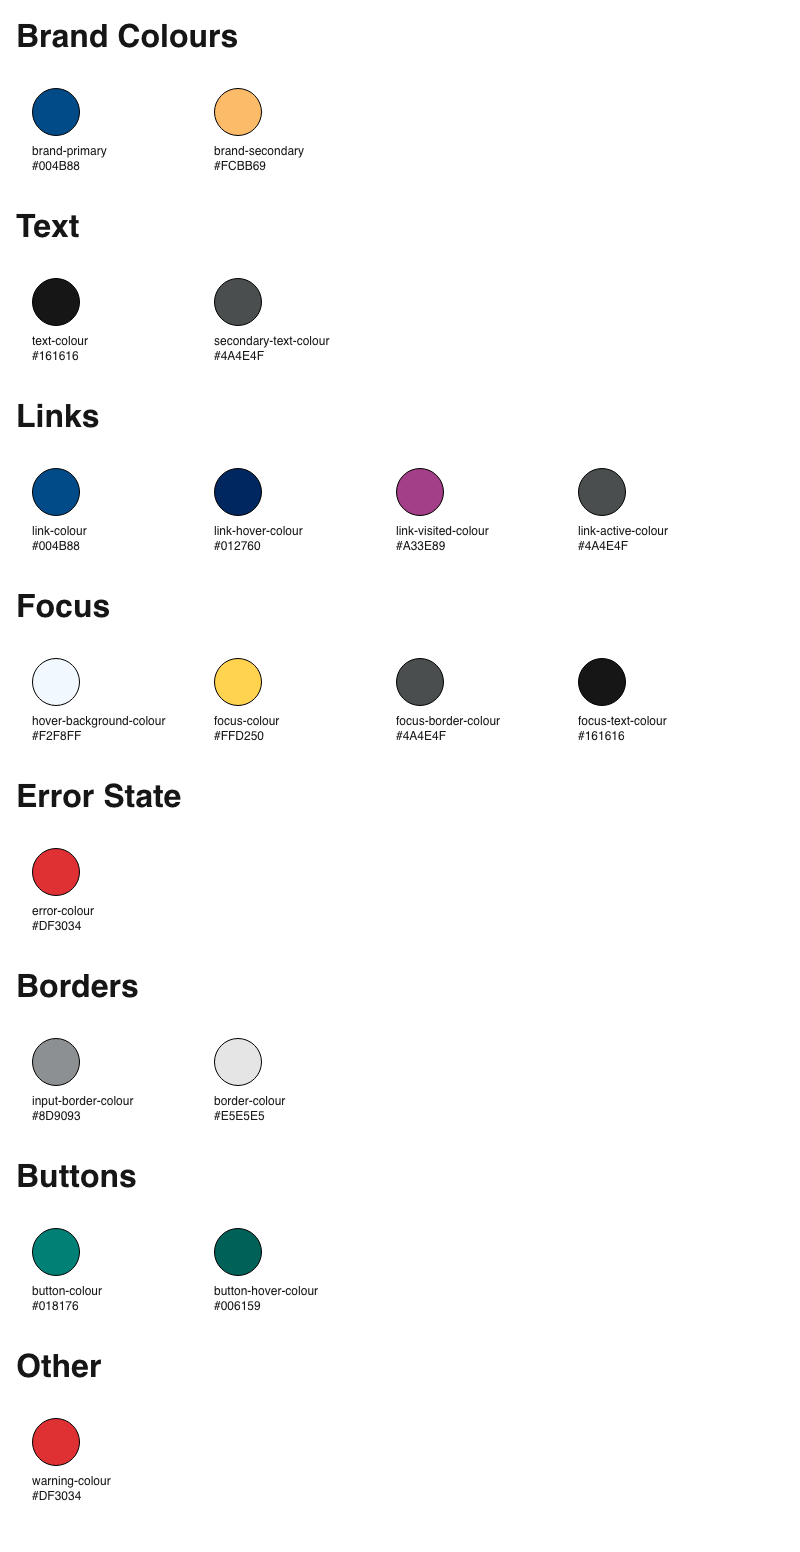 Brand Colours
brand-primary
#004B88
brand-secondary
#FCBB69
Text
text-colour
#161616
secondary-text-colour
#4A4E4F
Links
link-colour
#004B88
link-hover-colour
#012760
link-visited-colour
#A33E89
link-active-colour
#4A4E4F
Focus
hover-background-colour
#F2F8FF
focus-colour
#FFD250
focus-border-colour
#4A4E4F
focus-text-colour
#161616
Error State
error-colour
#DF3034
Borders
input-border-colour
#8D9093
border-colour
#E5E5E5
Buttons
button-colour
#018176
button-hover-colour
#006159
Other
warning-colour
#DF3034